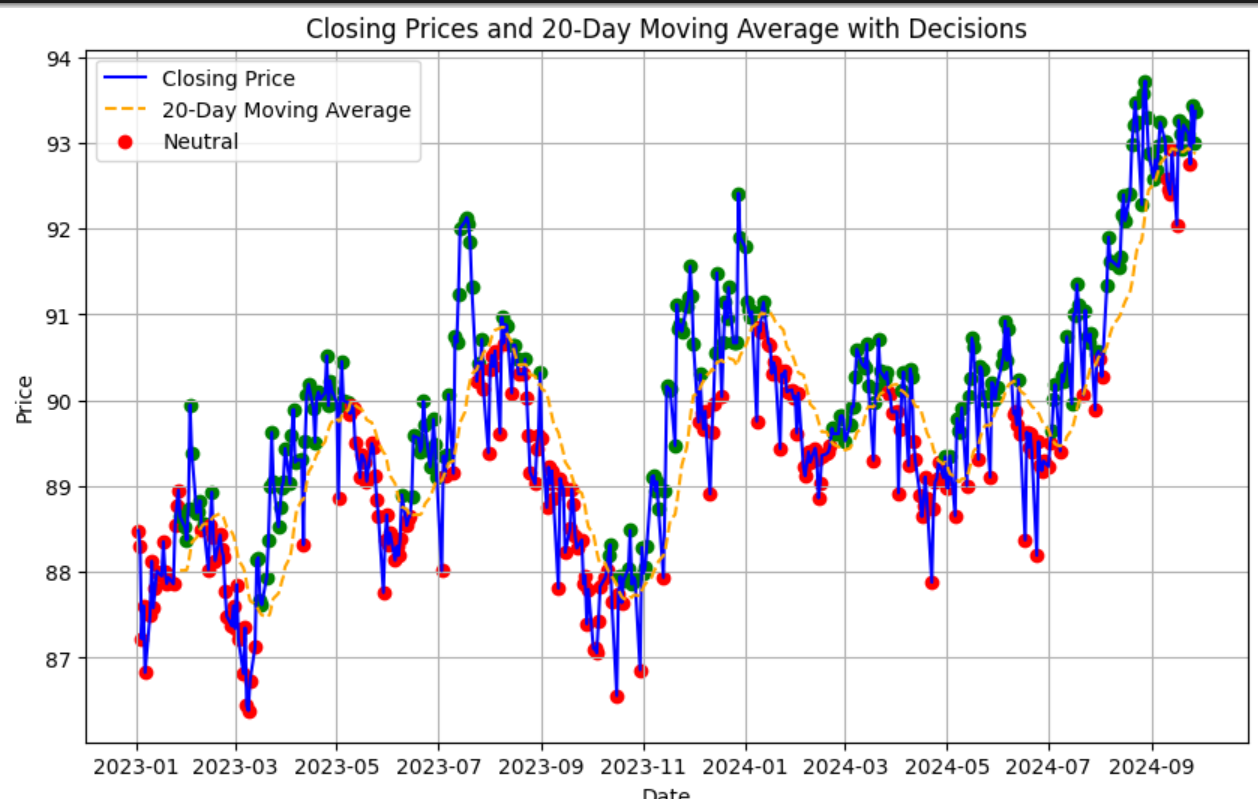 Closing Prices and 20-Day Moving Average with Decisions
94
Closing Price
20-Day Moving Average
Neutral
93
92
91
90
89
88
87
Price
2023-01 2023-03 2023-05 2023-07 2023-09 2023-11 2024-01 2024-03 2024-05 2024-07 2024-09
Date